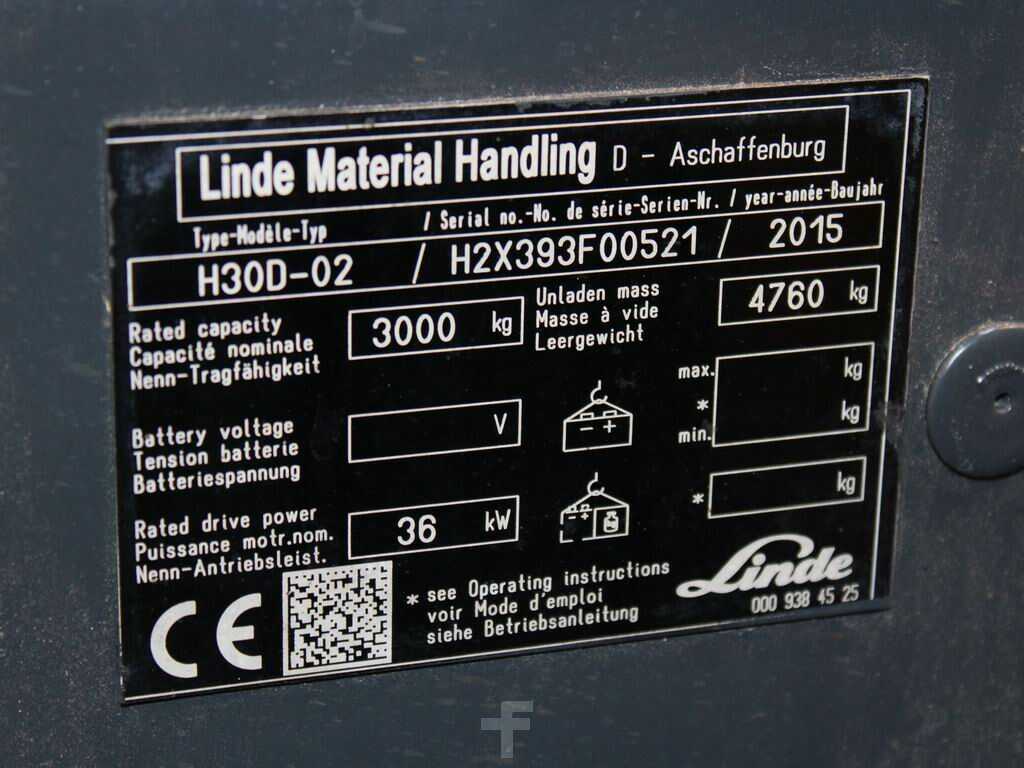 Linde Material Handling D - Aschaffenburg
Type-Modèle-Typ / Serial no.-No. de série-Serien-Nr. / year-année-Baujahr
H30D-02 / H2X393F00521 / 2015
Rated capacity
Capacité nominale
Nenn-Tragfähigkeit
3000 kg
Unladen mass
Masse à vide
Leergewicht
4760 kg
Battery voltage
Tension batterie
Batteriespannung
V
- +
max. kg
* kg
min.
Rated drive power
Puissance motr.nom.
Nenn-Antriebsleist.
36 kW
- +
* kg
CE
* see Operating instructions
voir Mode d'emploi
siehe Betriebsanleitung
Linde
000 938 45 25